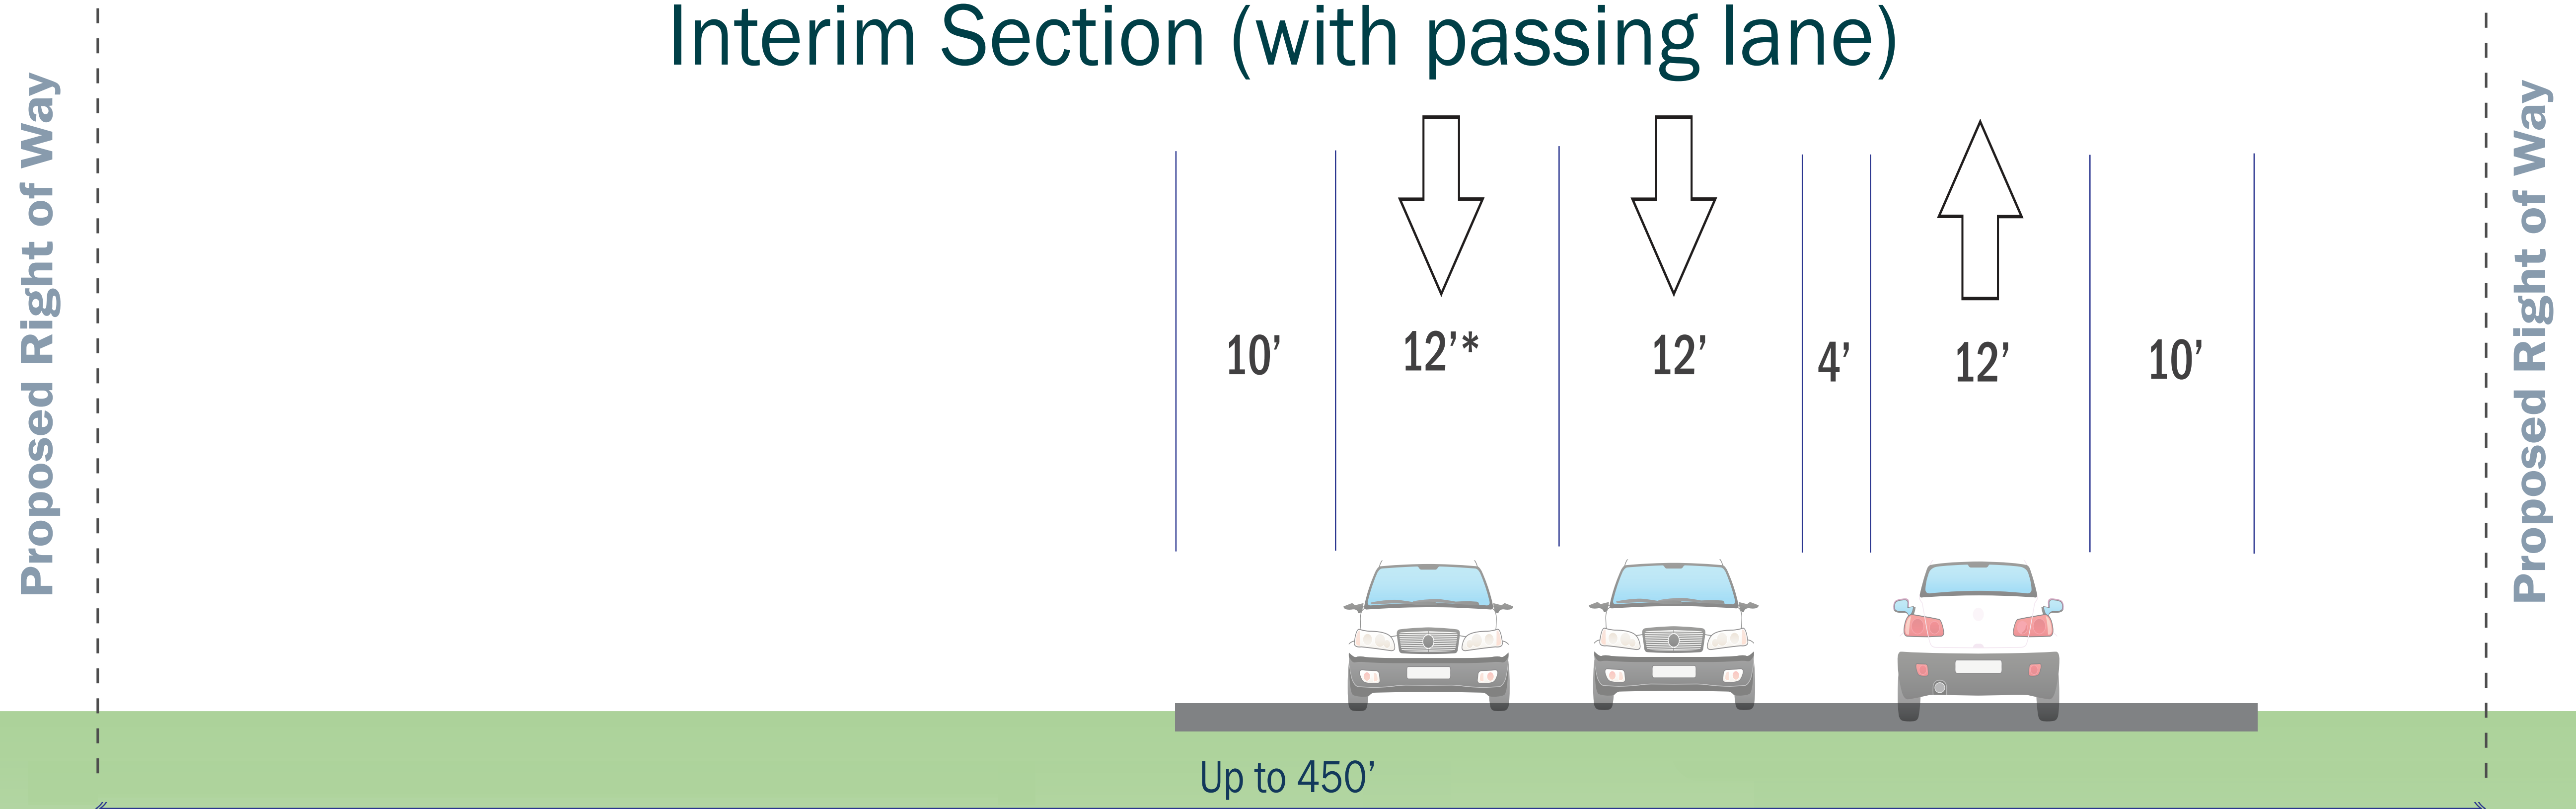 Interim Section (with passing lane)
Proposed Right of Way
10’
12’*
12’
4’
12’
10’
Proposed Right of Way
Up to 450’